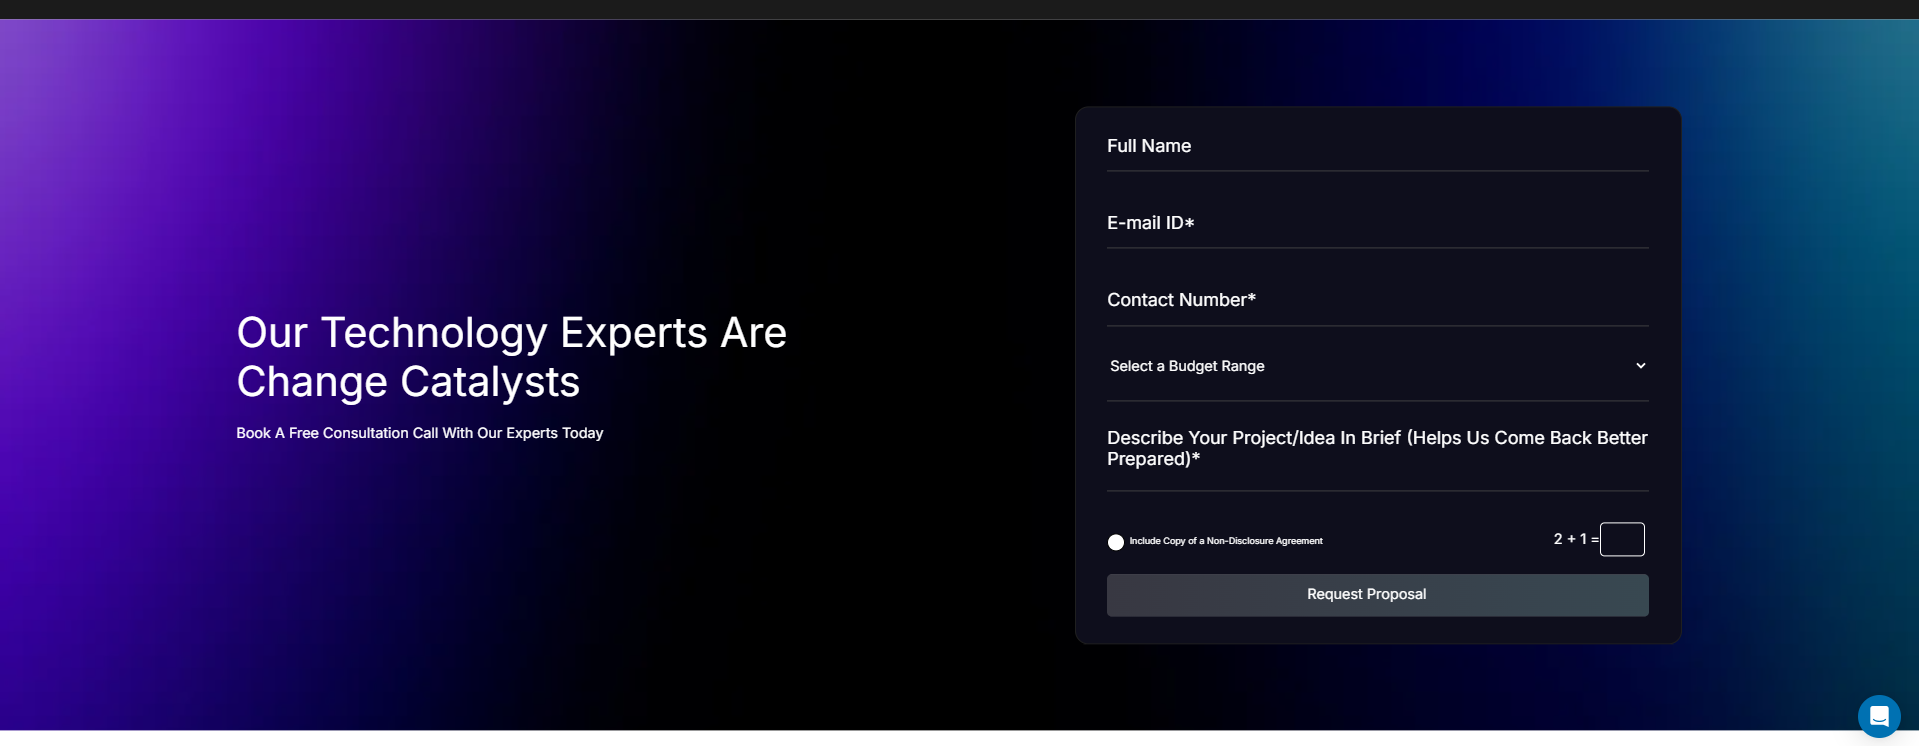 Our Technology Experts Are
Change Catalysts
Book A Free Consultation Call With Our Experts Today
Full Name
E-mail ID*
Contact Number*
Select a Budget Range
Describe Your Project/Idea In Brief (Helps Us Come Back Better
Prepared)*
Include Copy of a Non-Disclosure Agreement
2 + 1 =
Request Proposal